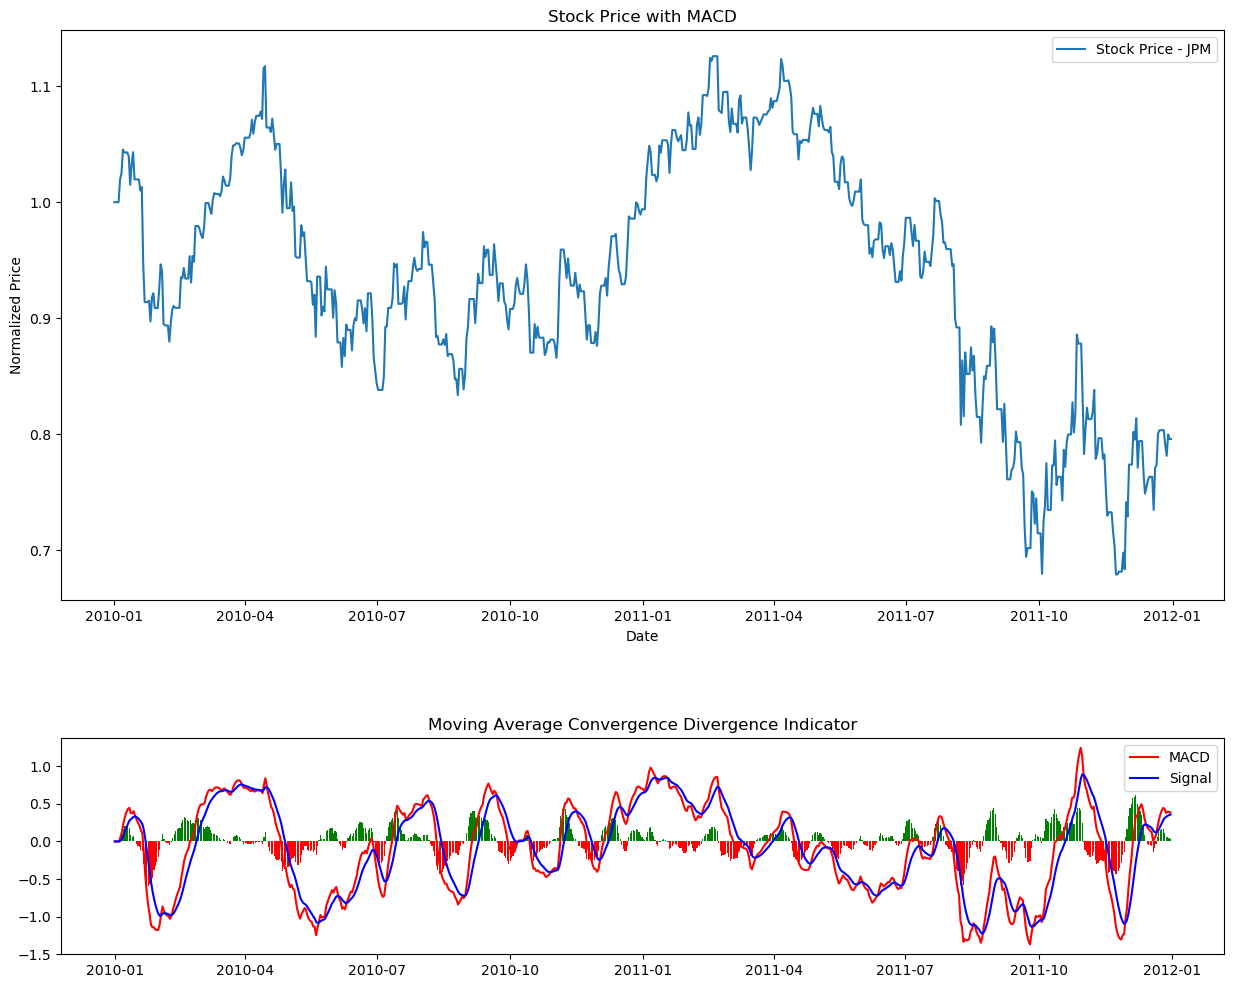 Stock Price with MACD
Stock Price - JPM
1.1
1.0
0.9
0.8
0.7
Normalized Price
2010-01 2010-04 2010-07 2010-10 2011-01 2011-04 2011-07 2011-10 2012-01
Date
Moving Average Convergence Divergence Indicator
MACD
Signal
1.0
0.5
0.0
−0.5
−1.0
−1.5
2010-01 2010-04 2010-07 2010-10 2011-01 2011-04 2011-07 2011-10 2012-01